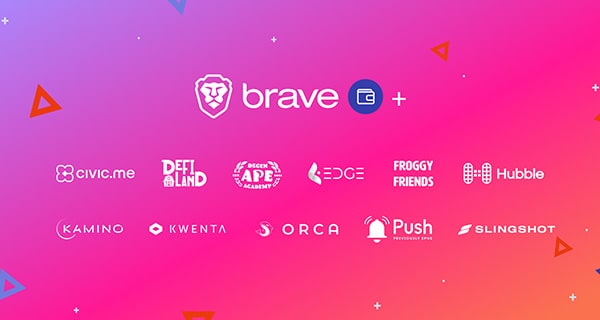 brave +
civic.me
DEFI LAND
DEGEN APE ACADEMY
EDGE
FROGGY FRIENDS
Hubble
KAMINO
KWENTA
ORCA
Push
PREVIOUSLY EPNS
SLINGSHOT